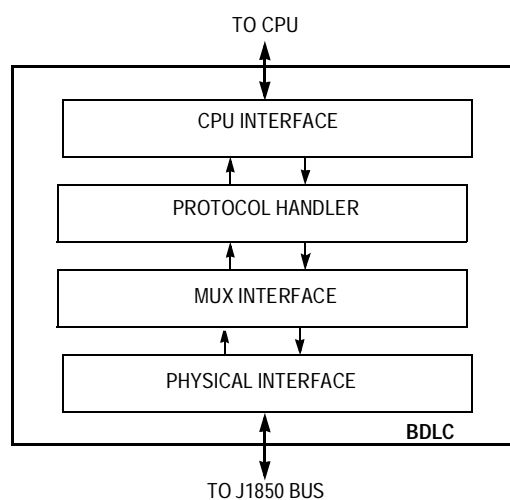 TO CPU
CPU INTERFACE
PROTOCOL HANDLER
MUX INTERFACE
PHYSICAL INTERFACE
BDLC
TO J1850 BUS